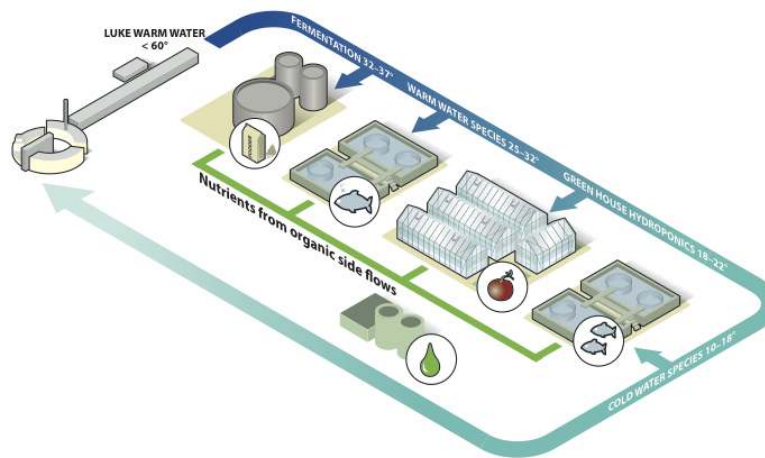 LUKE WARM WATER
< 60°
FERMENTATION 32–37°
WARM WATER SPECIES 25–32°
GREEN HOUSE HYDROPONICS 18–22°
COLD WATER SPECIES 10–18°
Nutrients from organic side flows